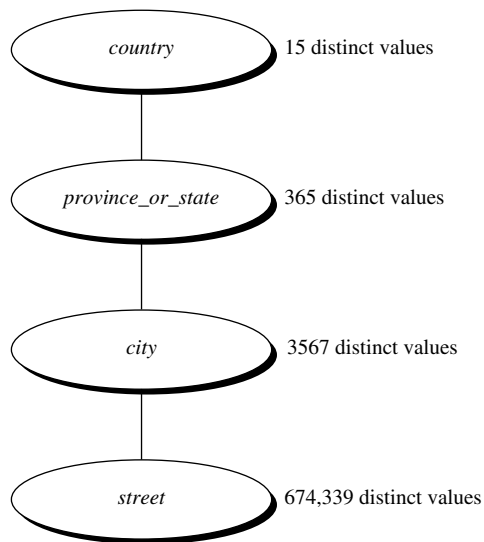 country 15 distinct values
province_or_state 365 distinct values
city 3567 distinct values
street 674,339 distinct values